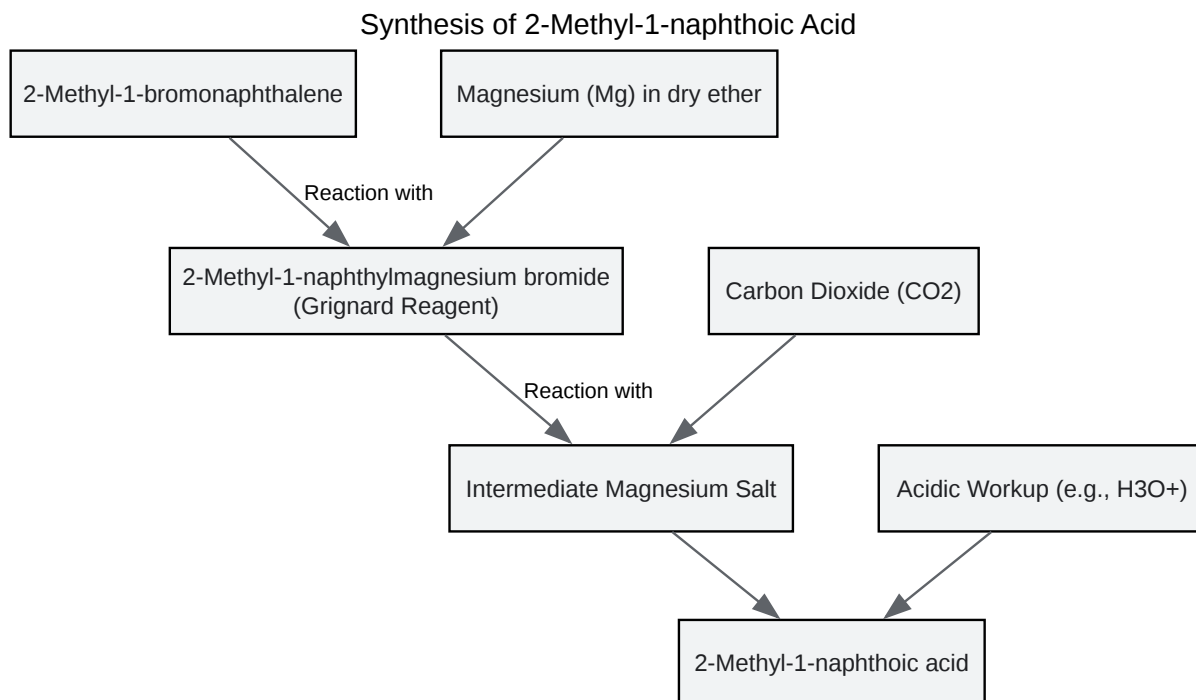 Synthesis of 2-Methyl-1-naphthoic Acid
2-Methyl-1-bromonaphthalene
Magnesium (Mg) in dry ether
Reaction with
2-Methyl-1-naphthylmagnesium bromide
(Grignard Reagent)
Carbon Dioxide (CO2)
Reaction with
Intermediate Magnesium Salt
Acidic Workup (e.g., H3O+)
2-Methyl-1-naphthoic acid